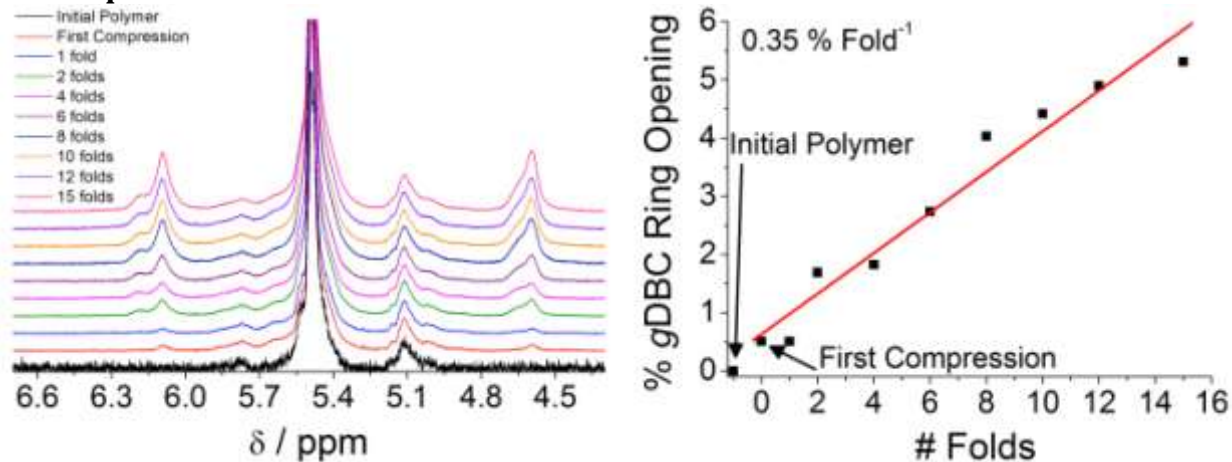 Initial Polymer
First Compression
1 fold
2 folds
4 folds
6 folds
8 folds
10 folds
12 folds
15 folds
6.6 6.3 6.0 5.7 5.4 5.1 4.8 4.5
δ / ppm
% gDBC Ring Opening
6
5
4
3
2
1
0
0.35 % Fold⁻¹
Initial Polymer
First Compression
0 2 4 6 8 10 12 14 16
# Folds